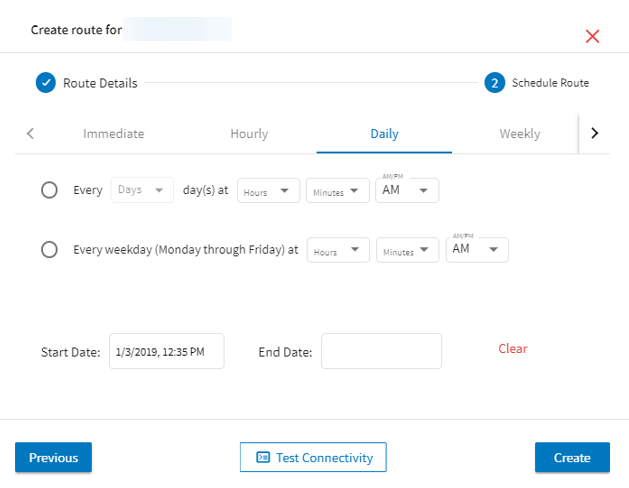 Create route for
Route Details
2 Schedule Route
Immediate Hourly Daily Weekly
AM/PM
Every Days day(s) at Hours Minutes AM
AM/PM
Every weekday (Monday through Friday) at Hours Minutes AM
Start Date: 1/3/2019, 12:35 PM End Date: Clear
Previous Test Connectivity Create